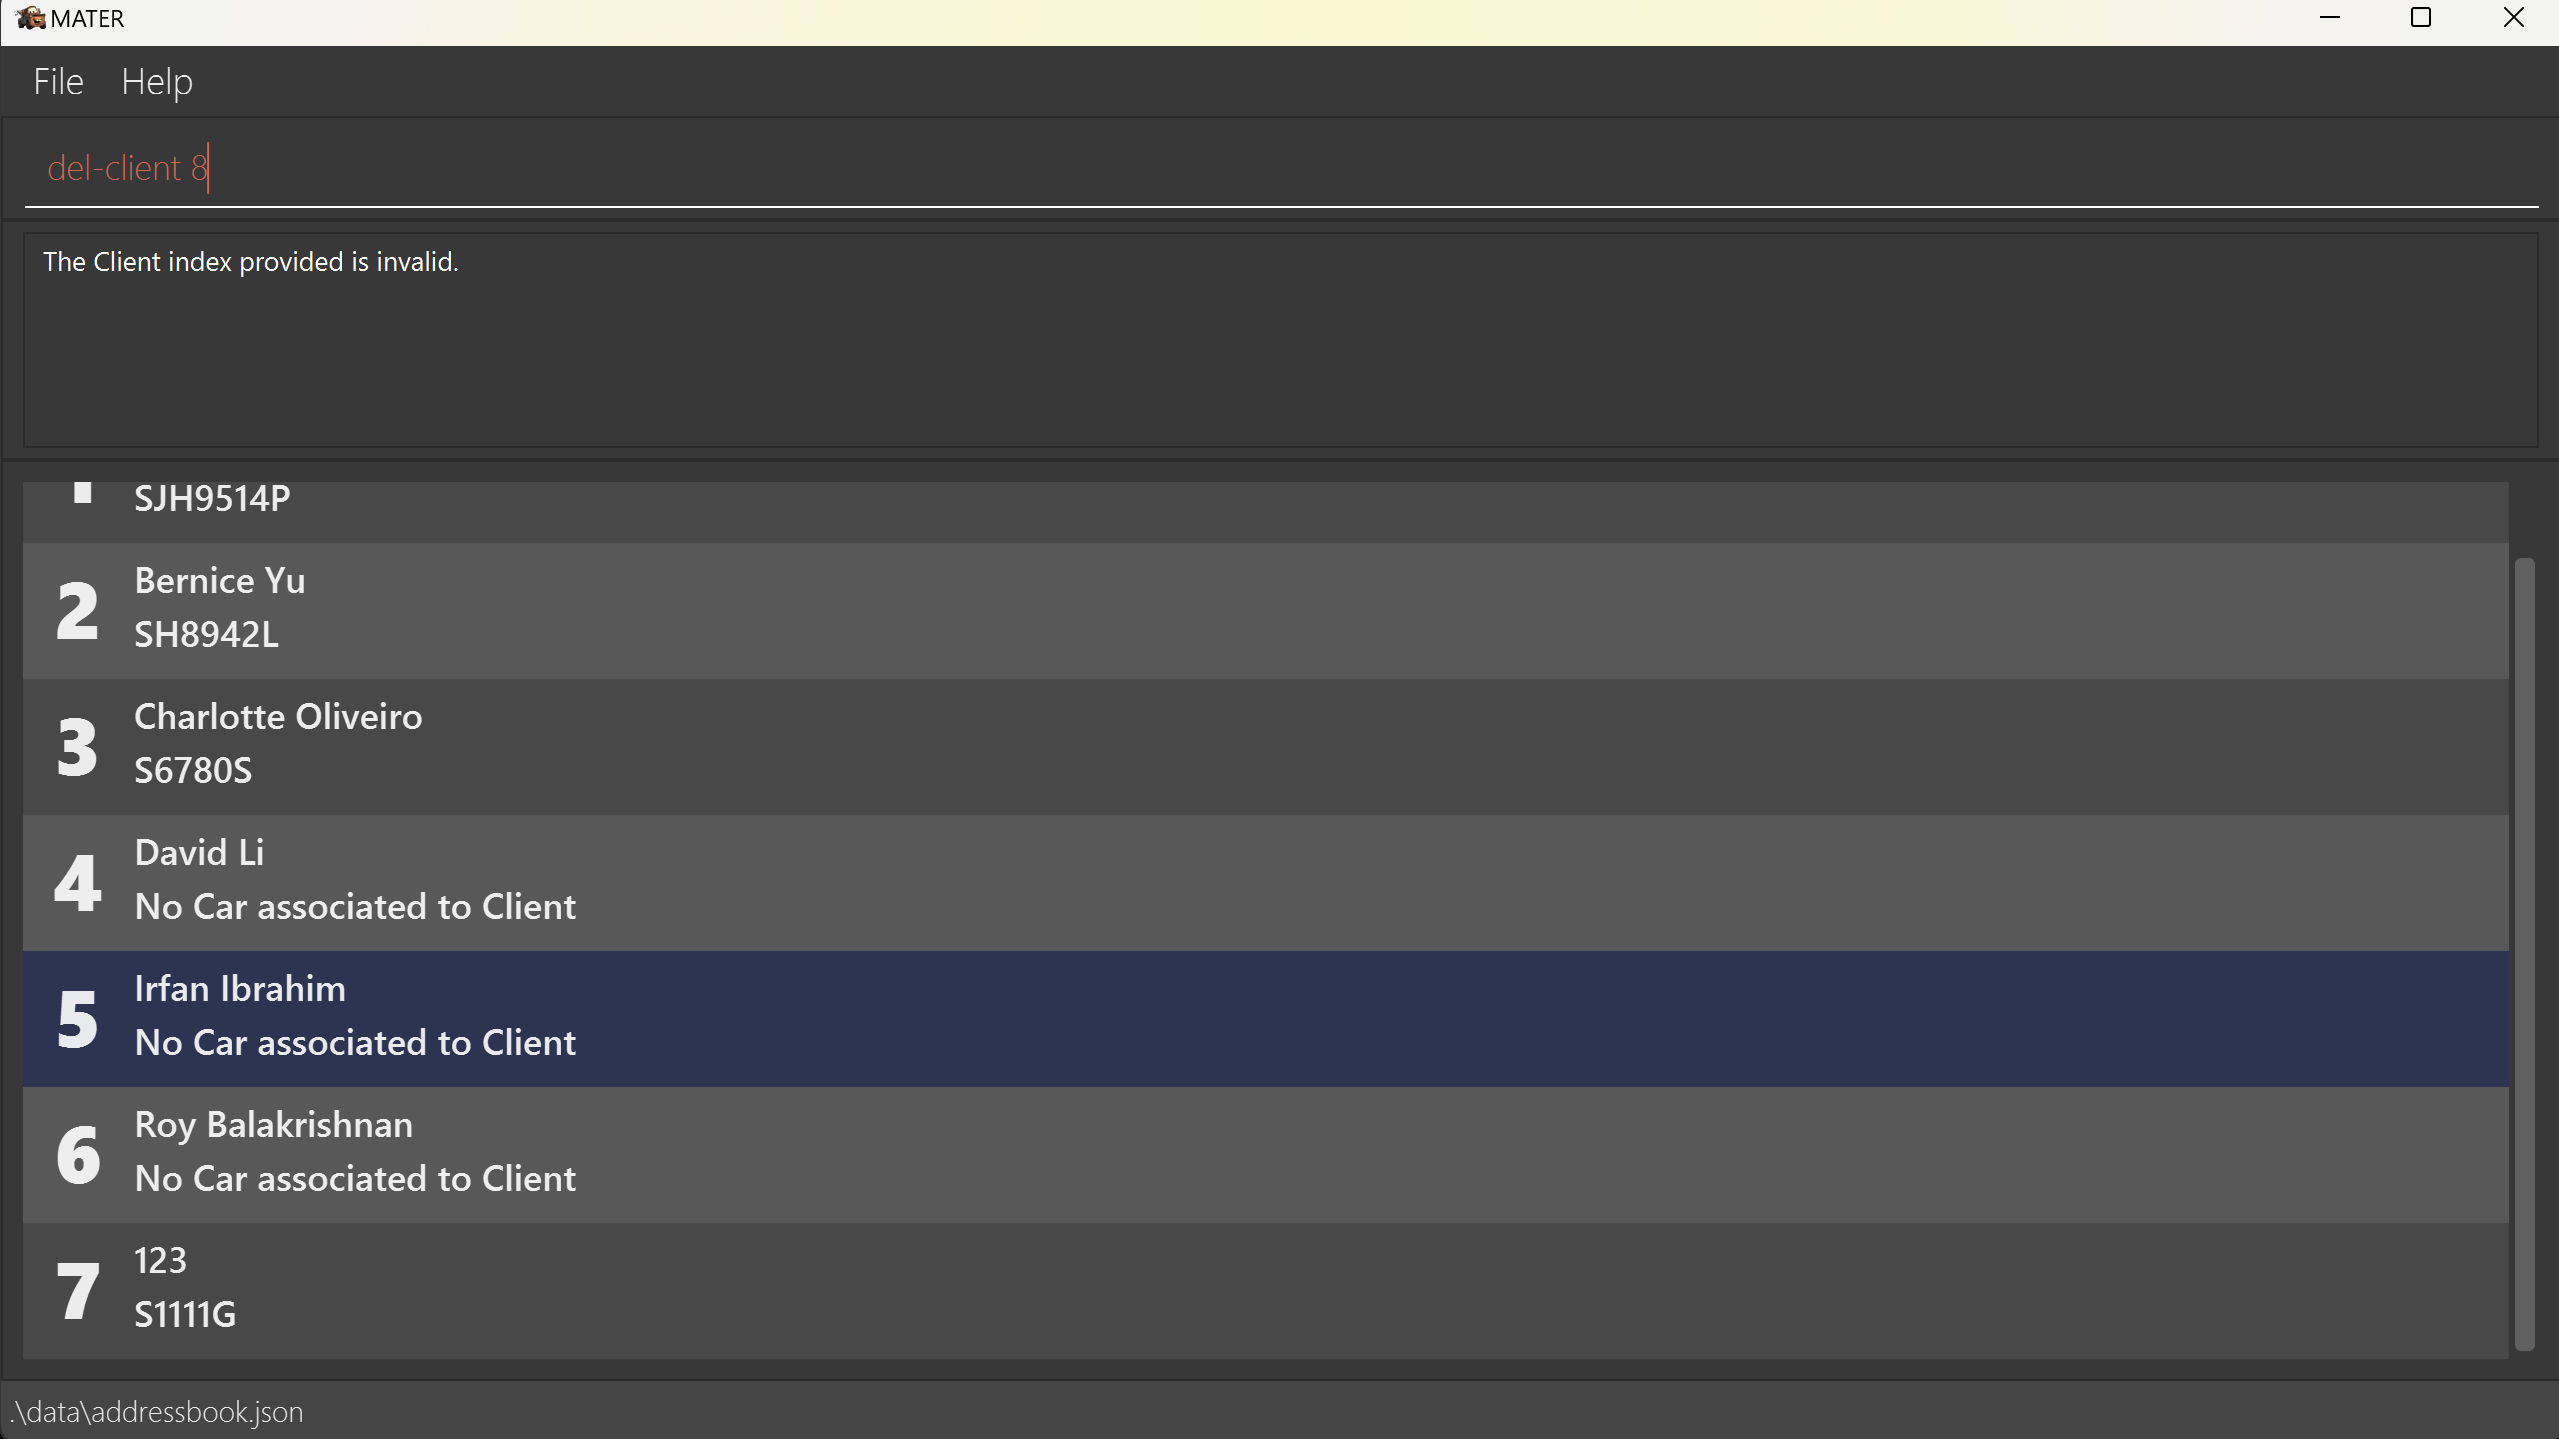 MATER
File Help
del-client 8
The Client index provided is invalid.
SJH9514P
2
Bernice Yu
SH8942L
3
Charlotte Oliveiro
S6780S
4
David Li
No Car associated to Client
5
Irfan Ibrahim
No Car associated to Client
6
Roy Balakrishnan
No Car associated to Client
7
123
S1111G
.\data\addressbook.json